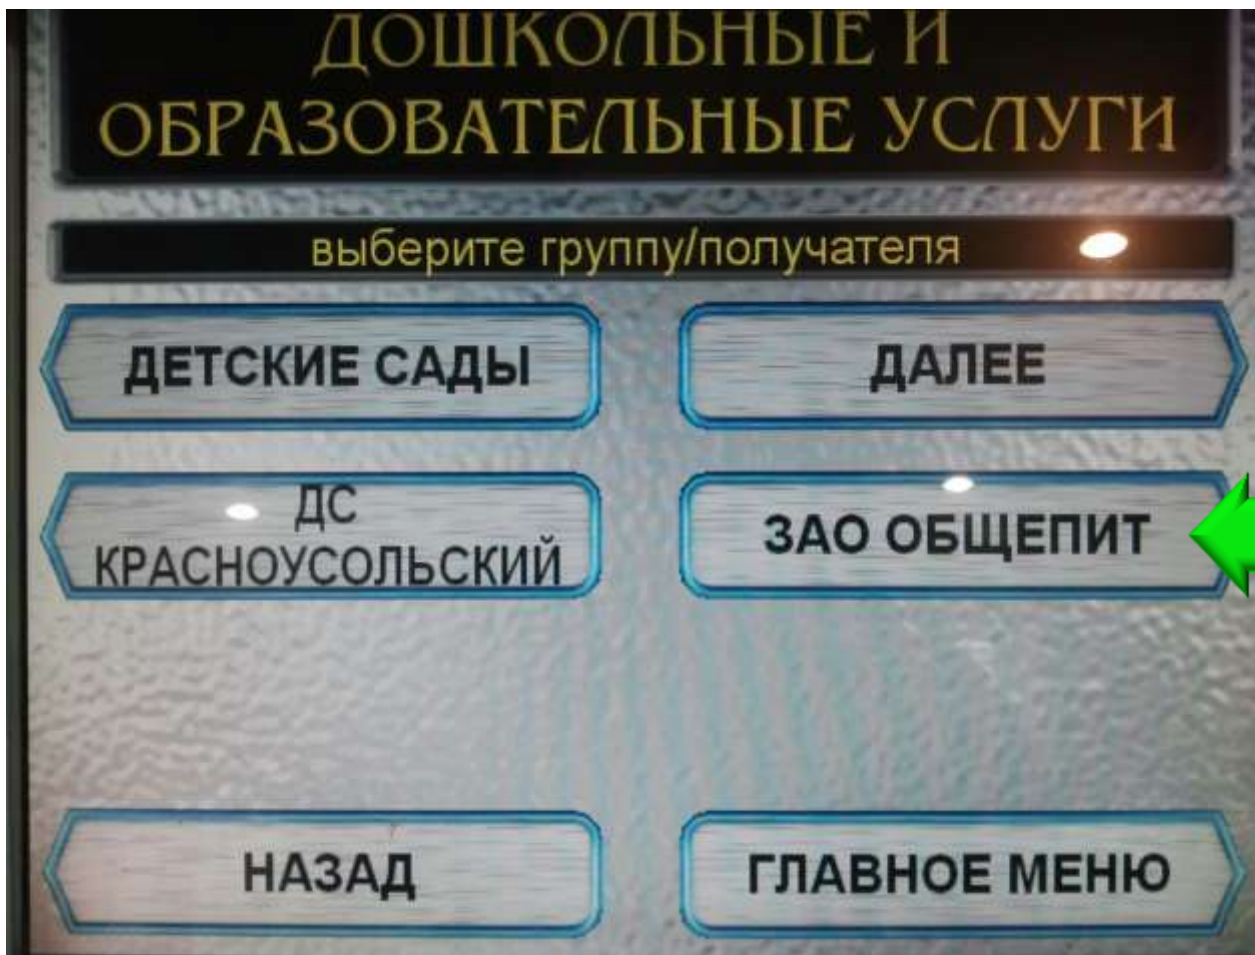 ДОШКОЛЬНЫЕ И
ОБРАЗОВАТЕЛЬНЫЕ УСЛУГИ
выберите группу/получателя
ДЕТСКИЕ САДЫ
ДАЛЕЕ
ДС
КРАСНОУСОЛЬСКИЙ
ЗАО ОБЩЕПИТ
НАЗАД
ГЛАВНОЕ МЕНЮ